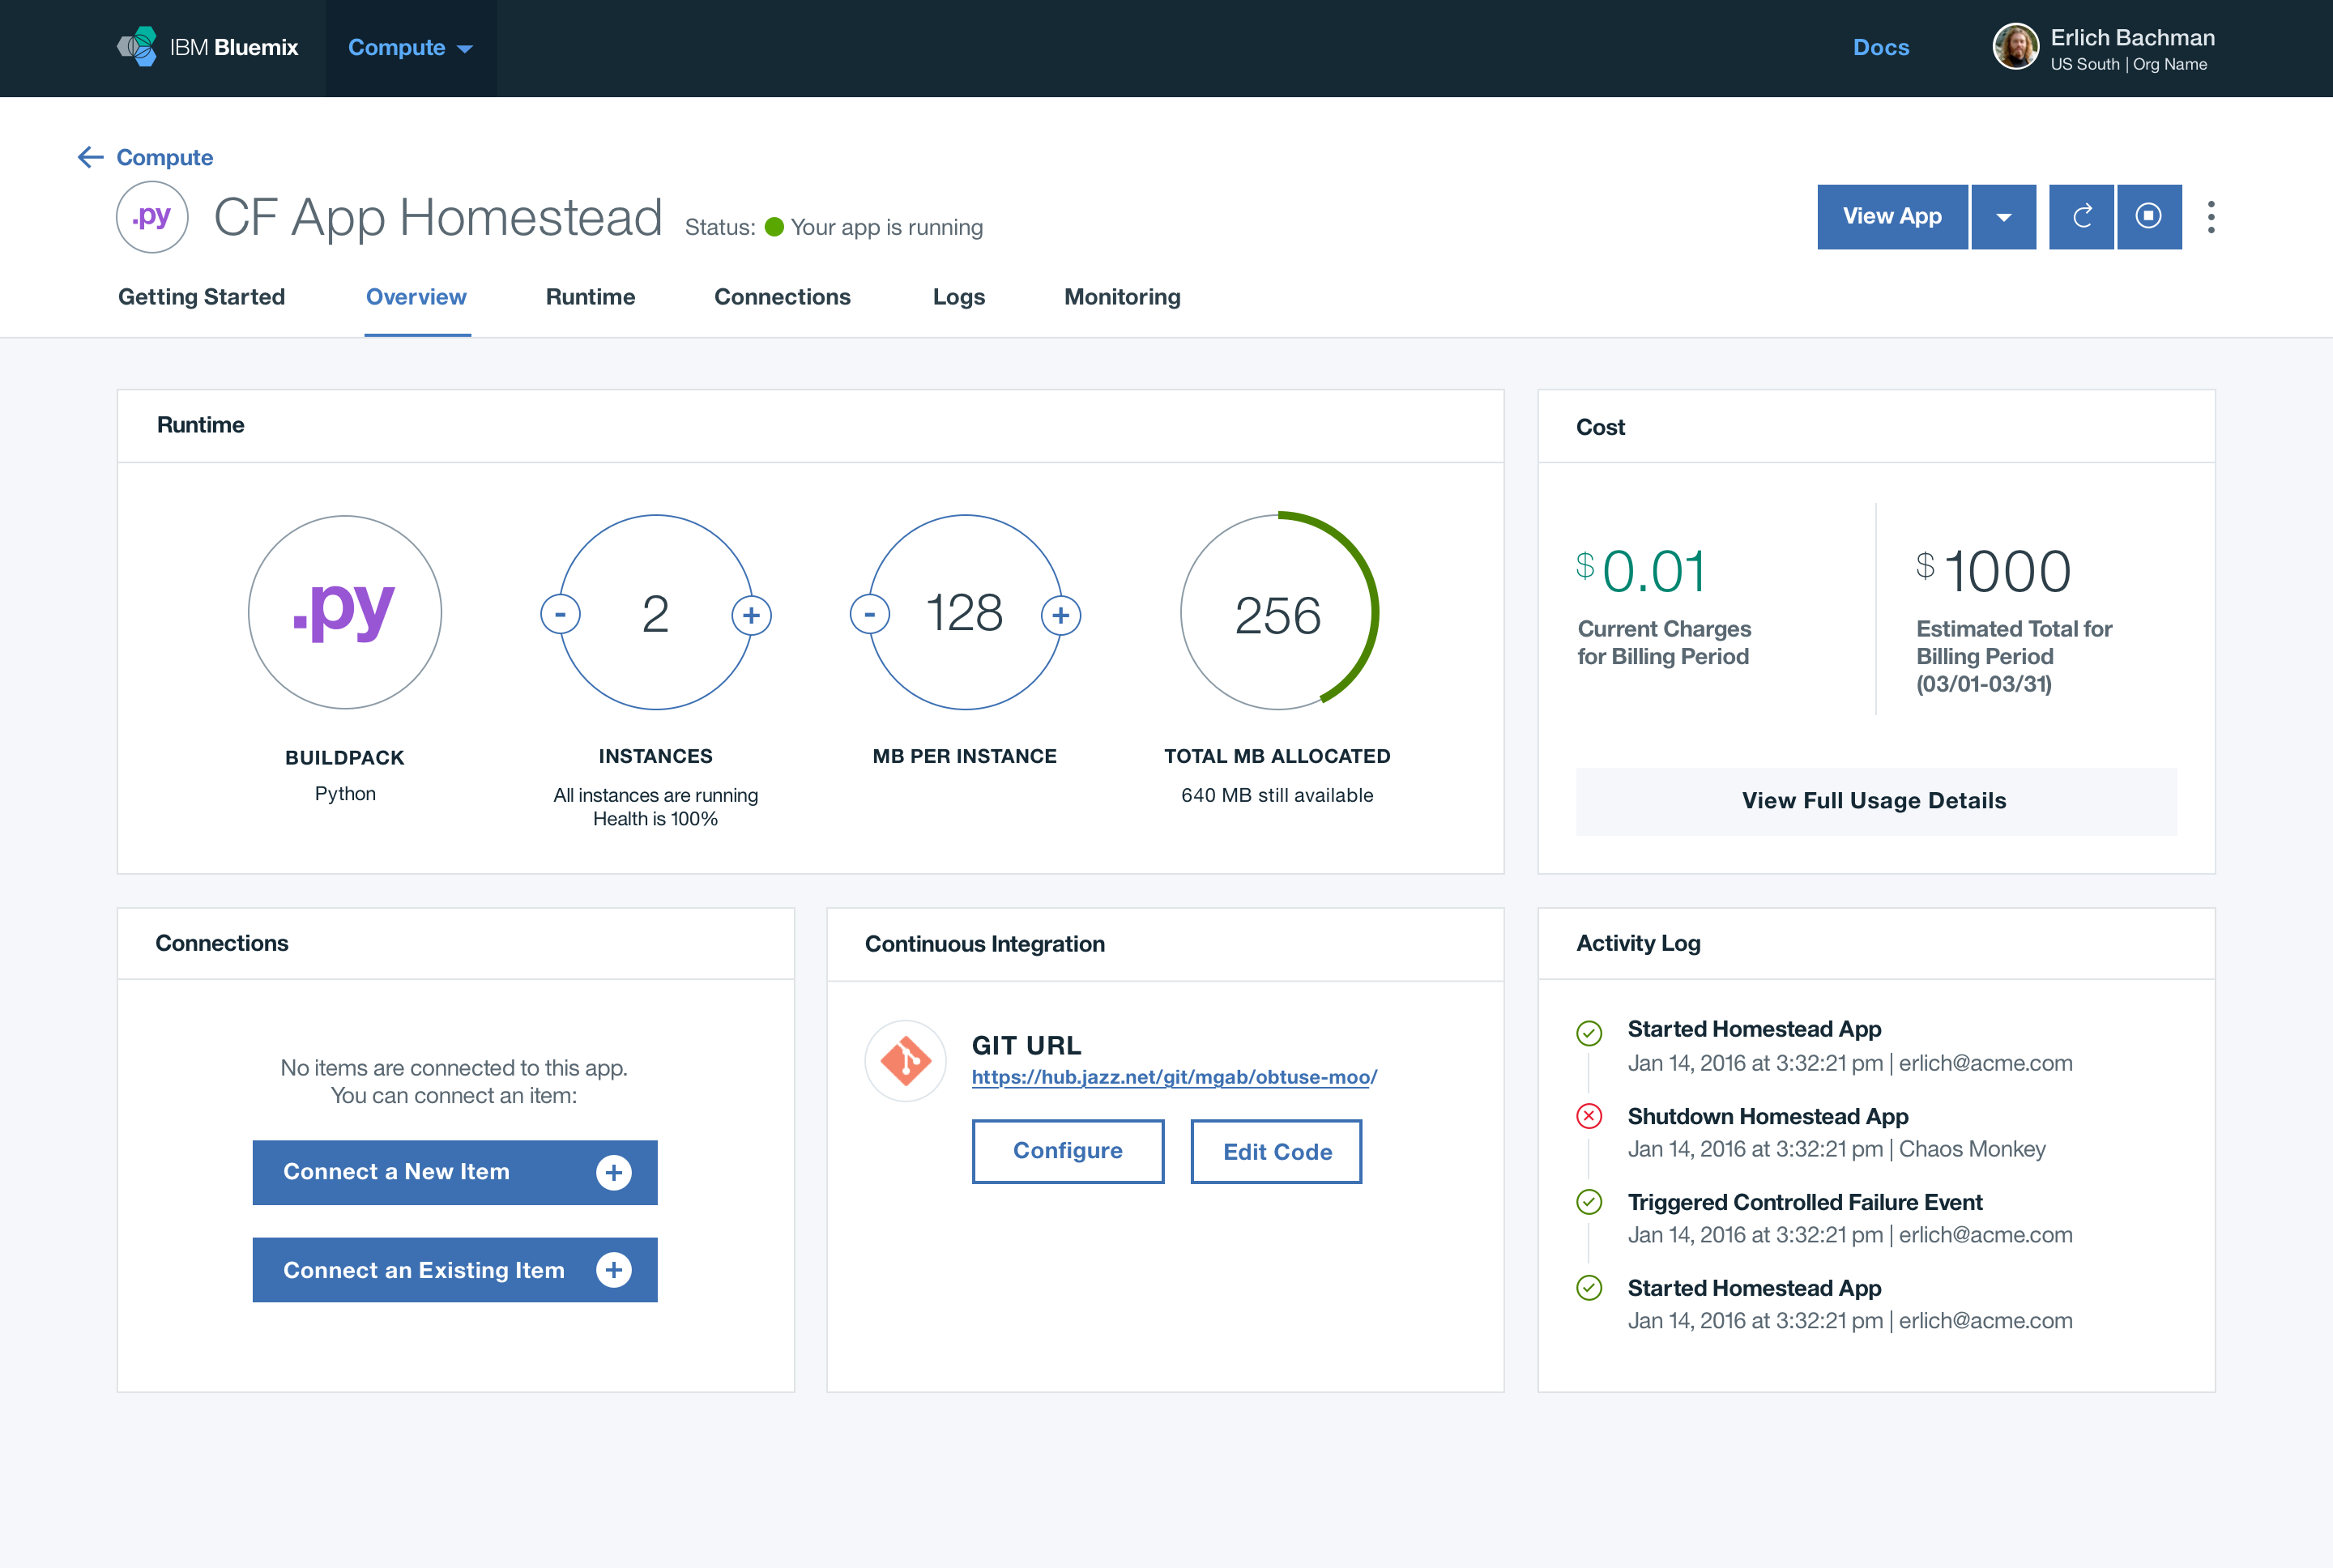 IBM Bluemix
Compute
Docs
Erlich Bachman
US South | Org Name
Compute
.py
CF App Homestead
Status: Your app is running
View App
Getting Started
Overview
Runtime
Connections
Logs
Monitoring
Runtime
.py
BUILDPACK
Python
-
2
+
INSTANCES
All instances are running
Health is 100%
-
128
+
MB PER INSTANCE
256
TOTAL MB ALLOCATED
640 MB still available
Cost
$0.01
Current Charges
for Billing Period
$1000
Estimated Total for
Billing Period
(03/01-03/31)
View Full Usage Details
Connections
No items are connected to this app.
You can connect an item:
Connect a New Item +
Connect an Existing Item +
Continuous Integration
GIT URL
https://hub.jazz.net/git/mgab/obtuse-moo/
Configure
Edit Code
Activity Log
Started Homestead App
Jan 14, 2016 at 3:32:21 pm | erlich@acme.com
Shutdown Homestead App
Jan 14, 2016 at 3:32:21 pm | Chaos Monkey
Triggered Controlled Failure Event
Jan 14, 2016 at 3:32:21 pm | erlich@acme.com
Started Homestead App
Jan 14, 2016 at 3:32:21 pm | erlich@acme.com